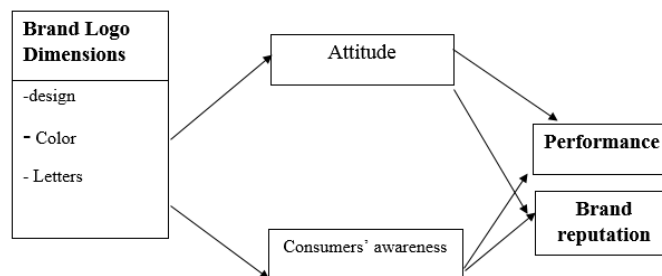 Brand Logo
Dimensions
-design
- Color
- Letters
Attitude
Consumers’ awareness
Performance
Brand
reputation